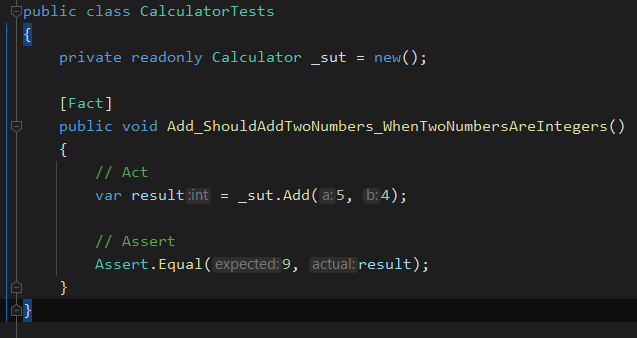 public class CalculatorTests
{
    private readonly Calculator _sut = new();
    [Fact]
    public void Add_ShouldAddTwoNumbers_WhenTwoNumbersAreIntegers()
    {
        // Act
        var result :int = _sut.Add( a: 5, b: 4);
        // Assert
        Assert.Equal( expected: 9, actual: result);
    }
}